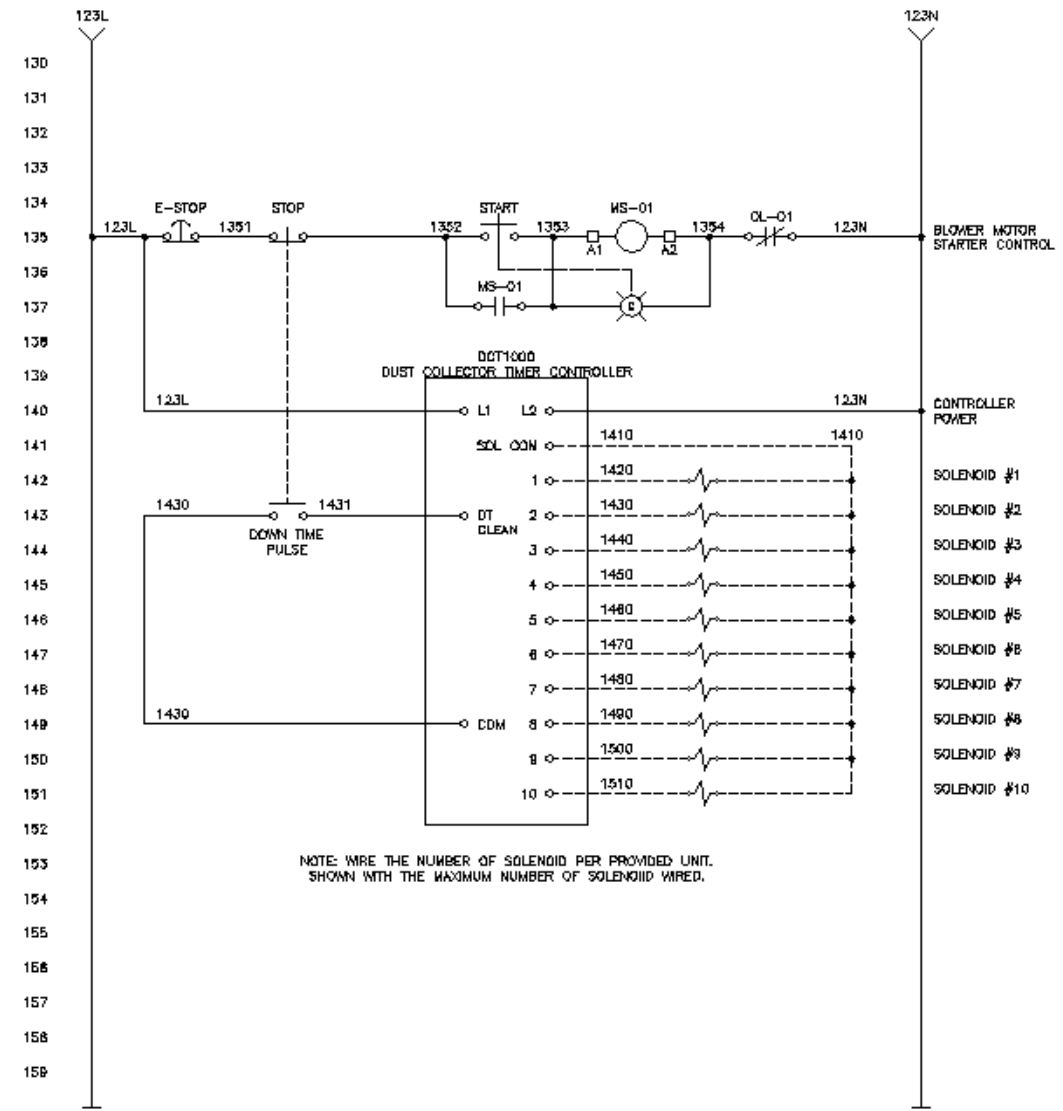 123L 123N
130
131
132
133
134 E-STOP STOP START MS-01 OL-01
135 123L 1351 1352 1353 A1 A2 1354 123N BLOWER MOTOR
STARTER CONTROL
136 MS-01
137 G
138 DCT1000
139 DUST COLLECTOR TIMER CONTROLLER
140 123L L1 L2 123N CONTROLLER
POWER
141 SOL COM 1410 1410
142 1 1420 SOLENOID #1
143 1430 1431 DT 2 1430 SOLENOID #2
DOWN TIME CLEAN
PULSE
144 3 1440 SOLENOID #3
145 4 1450 SOLENOID #4
146 5 1460 SOLENOID #5
147 6 1470 SOLENOID #6
148 7 1480 SOLENOID #7
149 1430 COM 8 1490 SOLENOID #8
150 9 1500 SOLENOID #9
151 10 1510 SOLENOID #10
152
153 NOTE: WIRE THE NUMBER OF SOLENOID PER PROVIDED UNIT.
SHOWN WITH THE MAXIMUM NUMBER OF SOLENOIID WIRED.
154
155
156
157
158
159